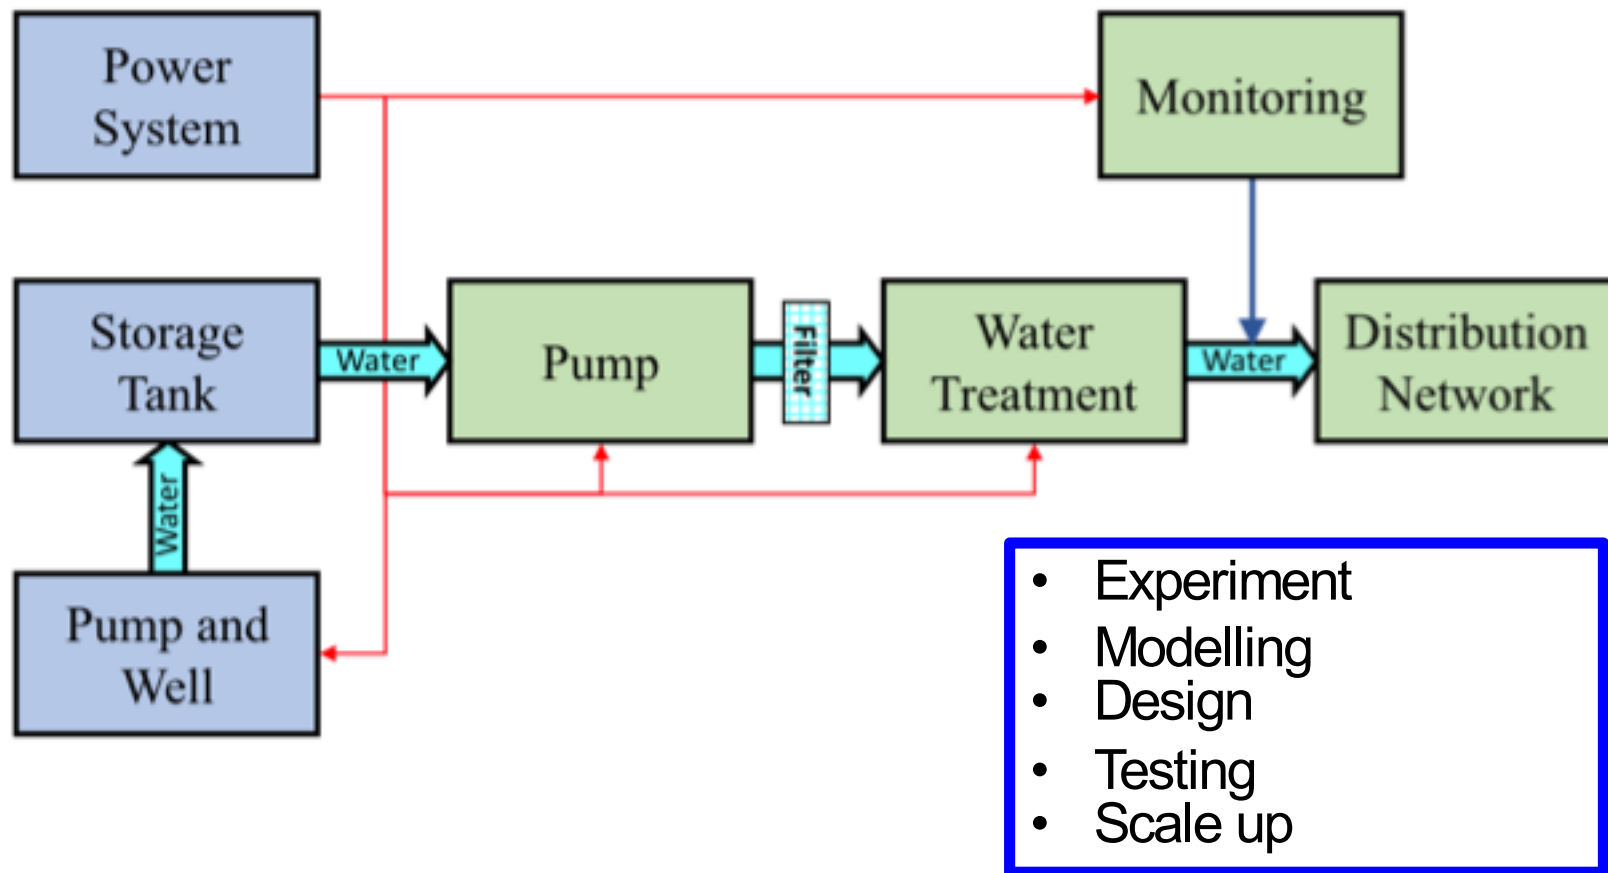 Power
System
Monitoring
Storage
Tank
Water
Pump
Filter
Water
Treatment
Water
Distribution
Network
Water
Pump and
Well
• Experiment
• Modelling
• Design
• Testing
• Scale up